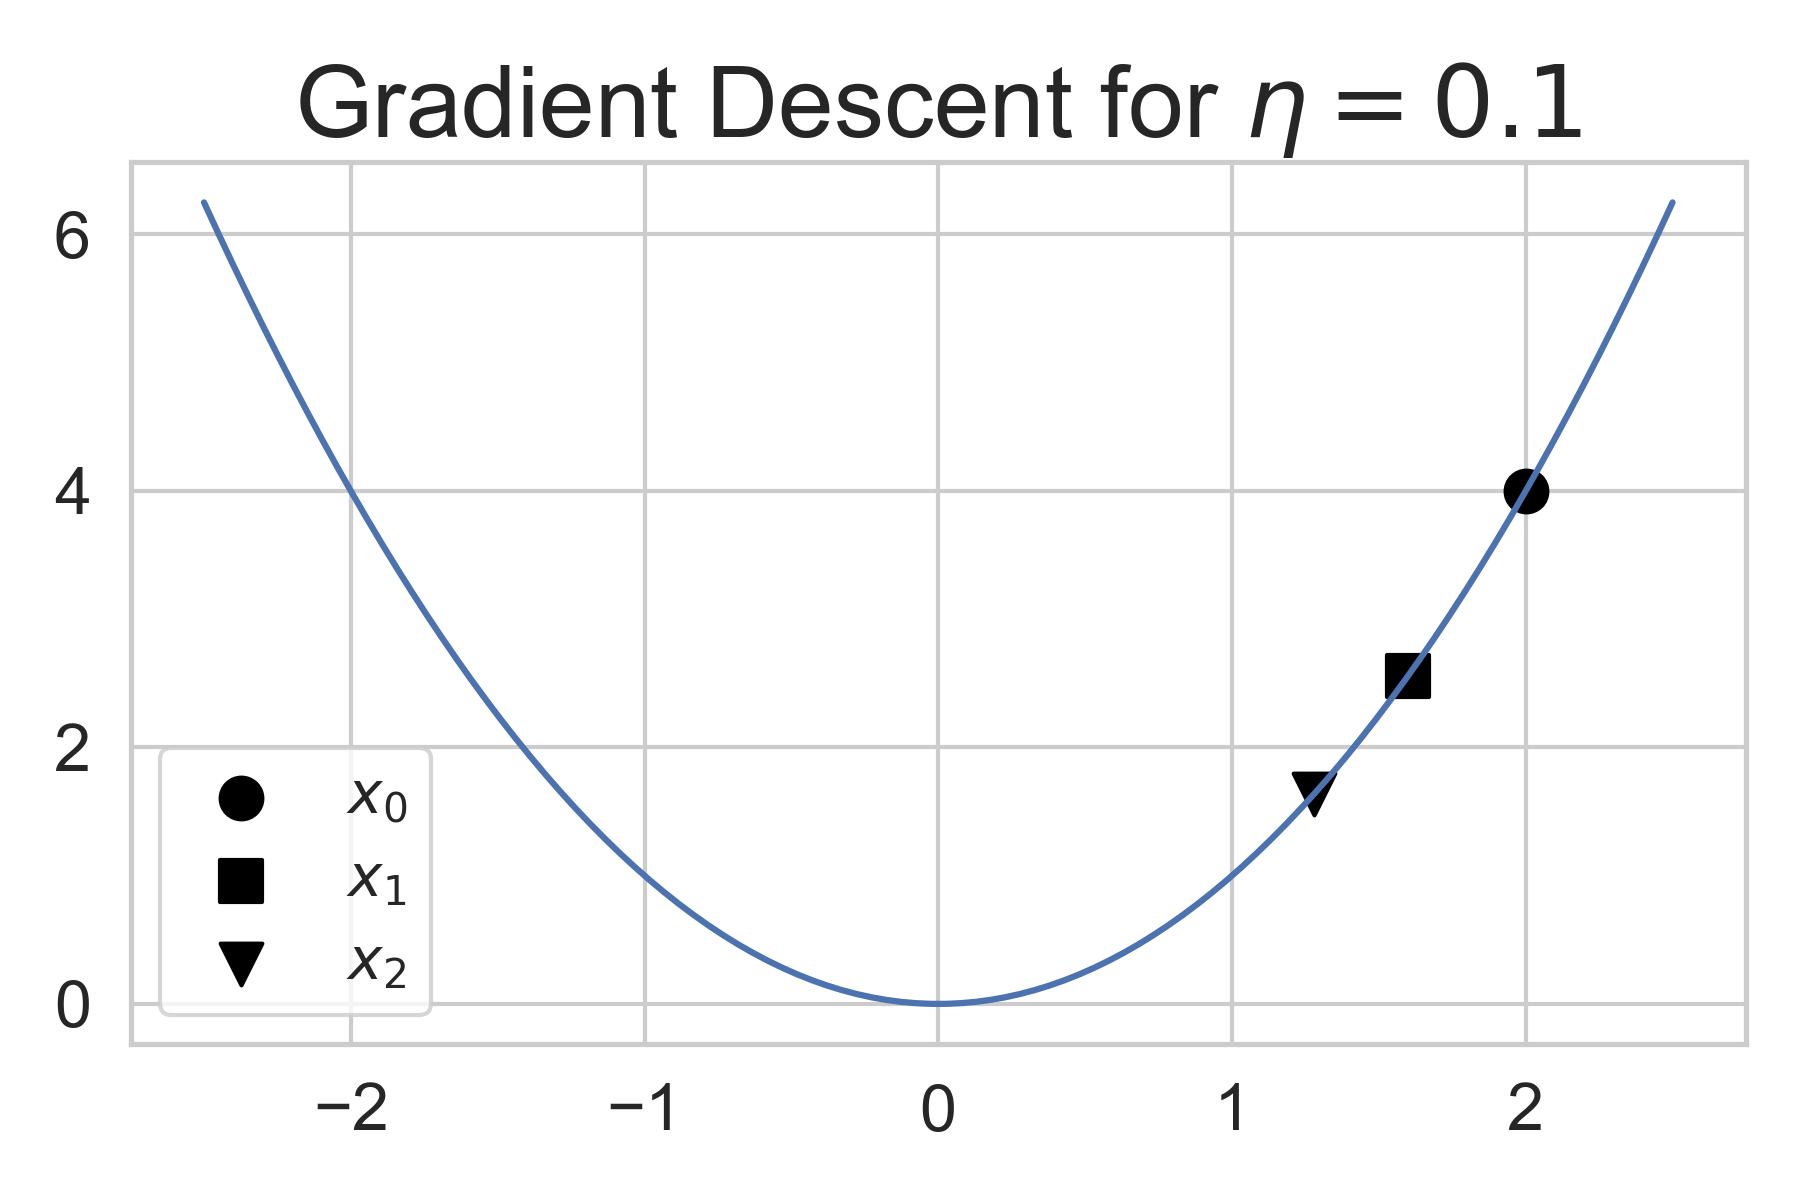 Gradient Descent for η = 0.1
6
4
2
0
x₀
x₁
x₂
−2 −1 0 1 2